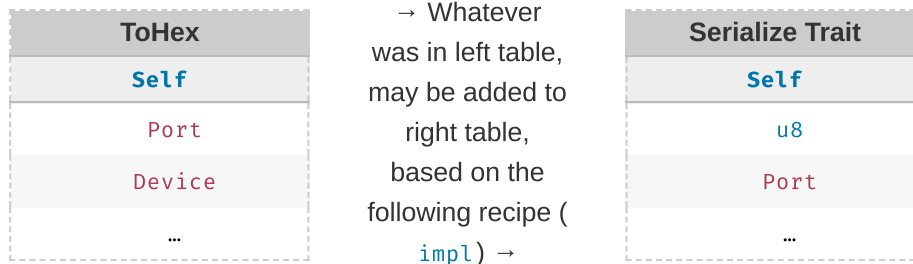 ToHex
Self
Port
Device
…
→ Whatever
was in left table,
may be added to
right table,
based on the
following recipe (
impl) →
Serialize Trait
Self
u8
Port
…